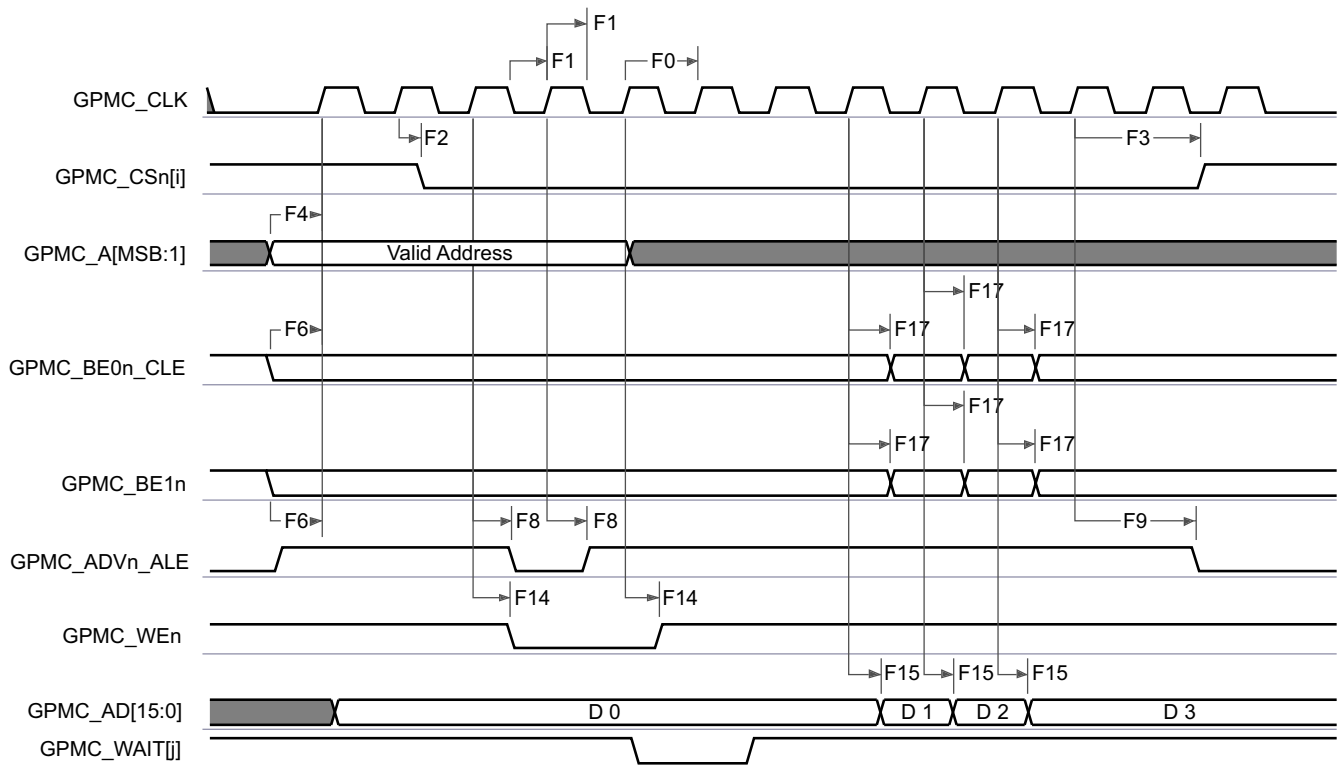 F1
F1
F0
GPMC_CLK
F2
F3
GPMC_CSn[i]
F4
GPMC_A[MSB:1]
Valid Address
F17
F6
F17
F17
GPMC_BE0n_CLE
F17
F17
F17
GPMC_BE1n
F6
F8
F8
F9
GPMC_ADVn_ALE
F14
F14
GPMC_WEn
F15
F15
F15
GPMC_AD[15:0]
D 0
D 1
D 2
D 3
GPMC_WAIT[j]